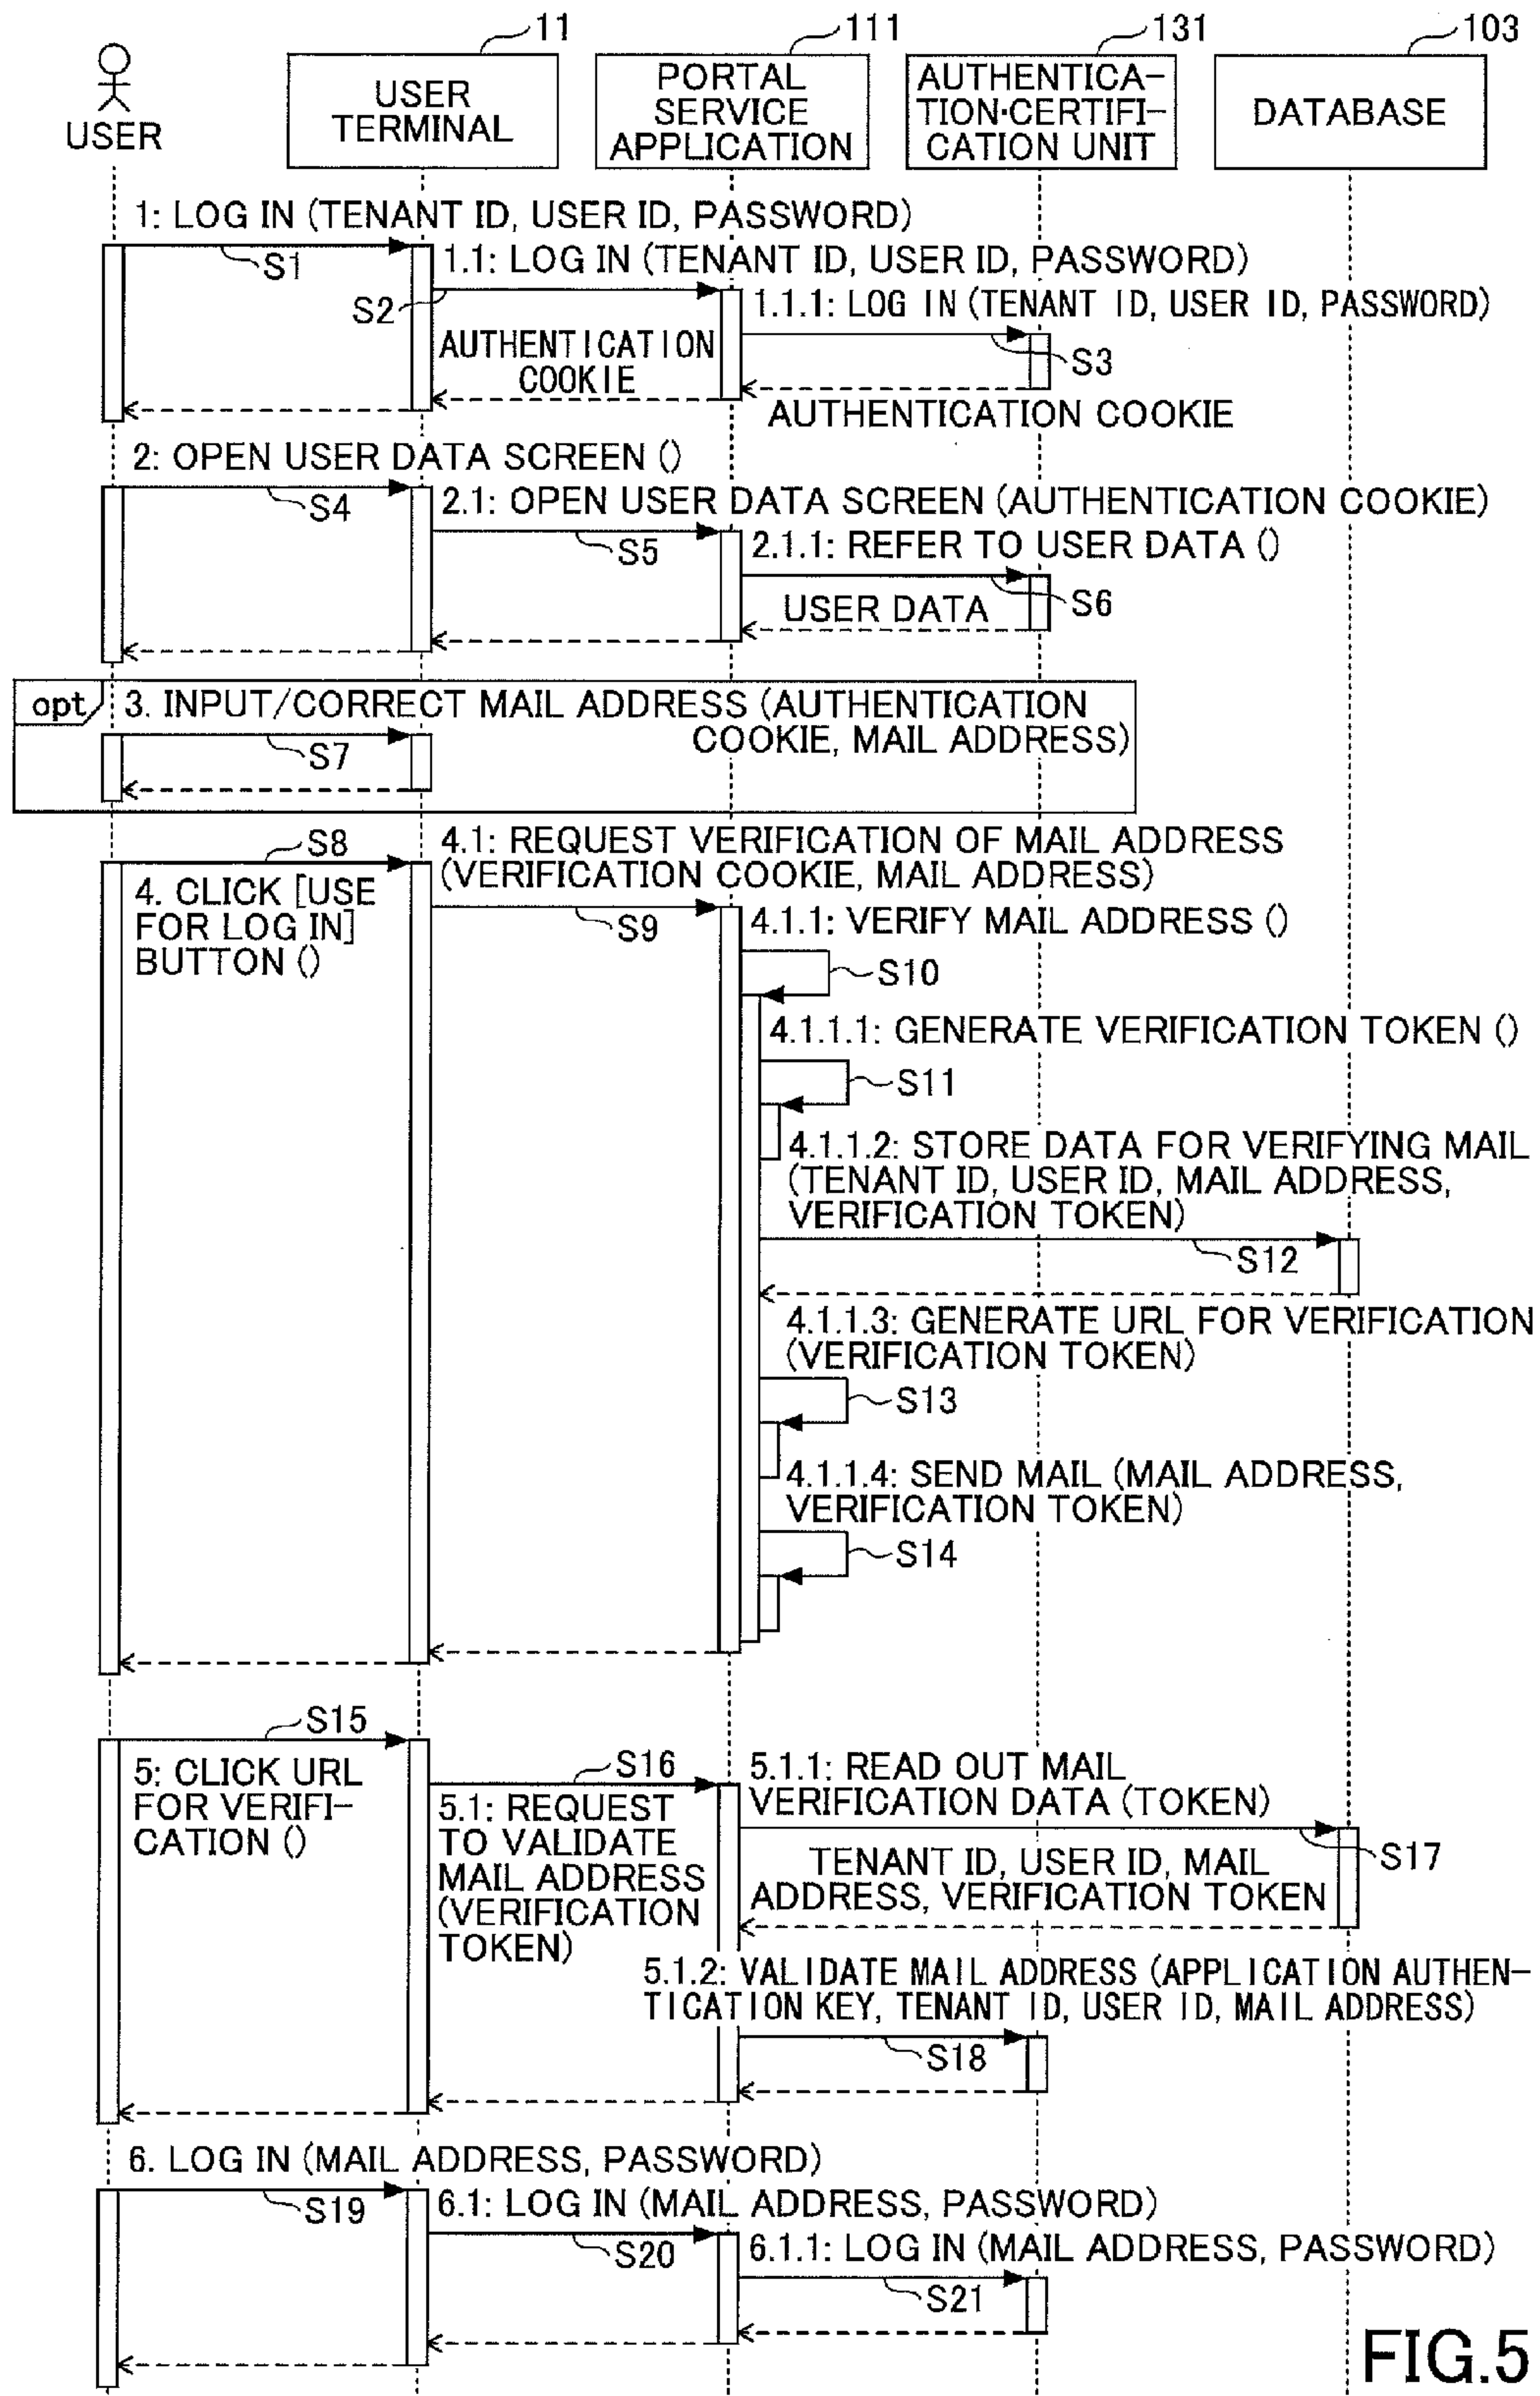 11
111
131
103
USER
USER
TERMINAL
PORTAL
SERVICE
APPLICATION
AUTHENTICA-
TION·CERTIFI-
CATION UNIT
DATABASE
1: LOG IN (TENANT ID, USER ID, PASSWORD)
S1
1.1: LOG IN (TENANT ID, USER ID, PASSWORD)
S2
1.1.1: LOG IN (TENANT ID, USER ID, PASSWORD)
S3
AUTHENTICATION
COOKIE
AUTHENTICATION COOKIE
2: OPEN USER DATA SCREEN ()
S4
2.1: OPEN USER DATA SCREEN (AUTHENTICATION COOKIE)
S5
2.1.1: REFER TO USER DATA ()
S6
USER DATA
opt
3. INPUT/CORRECT MAIL ADDRESS (AUTHENTICATION
COOKIE, MAIL ADDRESS)
S7
S8
4. CLICK [USE
FOR LOG IN]
BUTTON ()
4.1: REQUEST VERIFICATION OF MAIL ADDRESS
(VERIFICATION COOKIE, MAIL ADDRESS)
S9
4.1.1: VERIFY MAIL ADDRESS ()
S10
4.1.1.1: GENERATE VERIFICATION TOKEN ()
S11
4.1.1.2: STORE DATA FOR VERIFYING MAIL
(TENANT ID, USER ID, MAIL ADDRESS,
VERIFICATION TOKEN)
S12
4.1.1.3: GENERATE URL FOR VERIFICATION
(VERIFICATION TOKEN)
S13
4.1.1.4: SEND MAIL (MAIL ADDRESS,
VERIFICATION TOKEN)
S14
S15
5: CLICK URL
FOR VERIFI-
CATION ()
S16
5.1: REQUEST
TO VALIDATE
MAIL ADDRESS
(VERIFICATION
TOKEN)
5.1.1: READ OUT MAIL
VERIFICATION DATA (TOKEN)
S17
TENANT ID, USER ID, MAIL
ADDRESS, VERIFICATION TOKEN
5.1.2: VALIDATE MAIL ADDRESS (APPLICATION AUTHEN-
TICATION KEY, TENANT ID, USER ID, MAIL ADDRESS)
S18
6. LOG IN (MAIL ADDRESS, PASSWORD)
S19
6.1: LOG IN (MAIL ADDRESS, PASSWORD)
S20
6.1.1: LOG IN (MAIL ADDRESS, PASSWORD)
S21
FIG.5